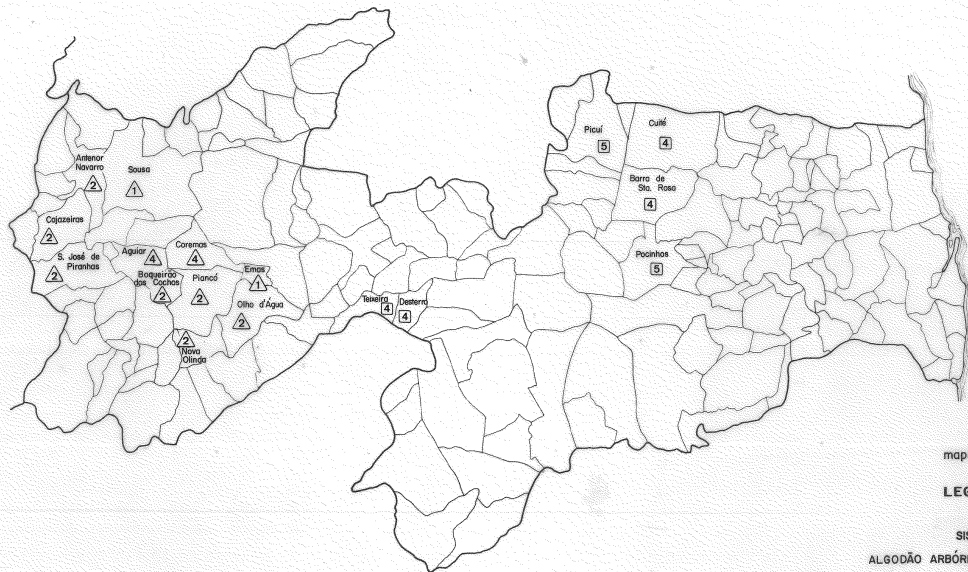 Picuí
5
Cuité
4
Antenor
Navarro
2
Sousa
1
Barra de
Sta. Rosa
4
Cajazeiras
2
S. José de
Piranhas
2
Aguiar
4
Coremas
4
Pocinhos
5
Boqueirão
dos Cochos
2
Piancó
2
Emas
1
Olho d'Água
2
Teixeira
4
Desterro
4
2
Nova
Olinda
map
LEG
SIS
ALGODÃO ARBÓR